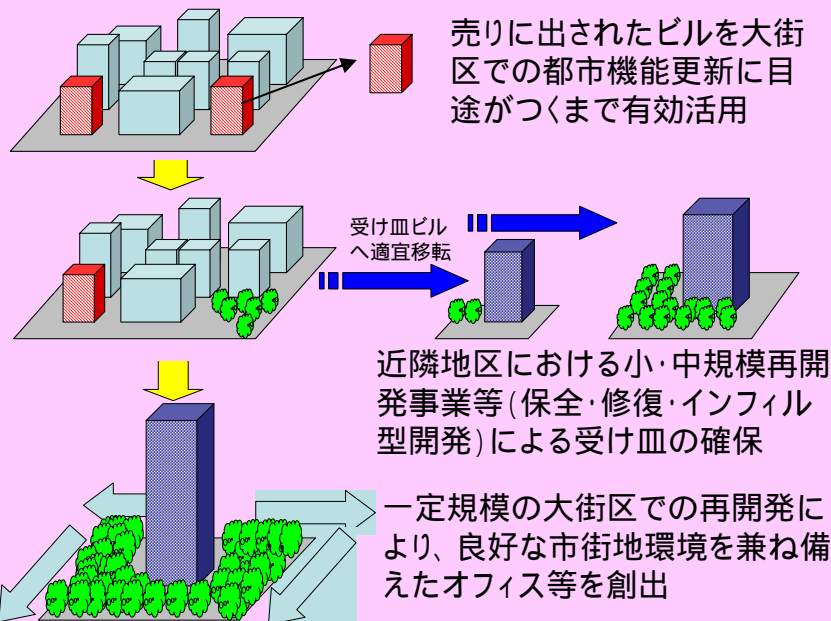 売りに出されたビルを大街
区での都市機能更新に目
途がつくまで有効活用
受け皿ビル
へ適宜移転
近隣地区における小・中規模再開
発事業等(保全・修復・インフィル
型開発)による受け皿の確保
一定規模の大街区での再開発に
より、良好な市街地環境を兼ね備
えたオフィス等を創出